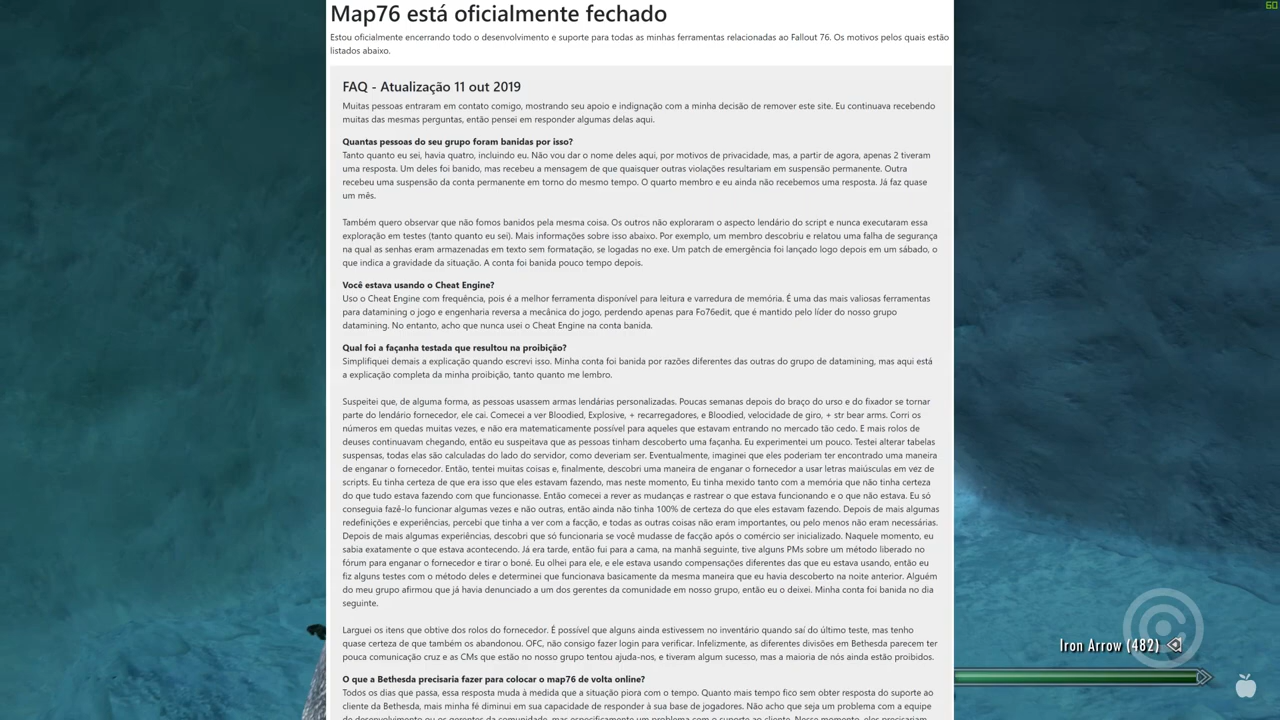 60
Map76 está oficialmente fechado
Estou oficialmente encerrando todo o desenvolvimento e suporte para todas as minhas ferramentas relacionadas ao Fallout 76. Os motivos pelos quais estão
listados abaixo.
FAQ - Atualização 11 out 2019
Muitas pessoas entraram em contato comigo, mostrando seu apoio e indignação com a minha decisão de remover este site. Eu continuava recebendo
muitas das mesmas perguntas, então pensei em responder algumas delas aqui.
Quantas pessoas do seu grupo foram banidas por isso?
Tanto quanto eu sei, havia quatro, incluindo eu. Não vou dar o nome deles aqui, por motivos de privacidade, mas, a partir de agora, apenas 2 tiveram
uma resposta. Um deles foi banido, mas recebeu a mensagem de que quaisquer outras violações resultariam em suspensão permanente. Outra
recebeu uma suspensão da conta permanente em torno do mesmo tempo. O quarto membro e eu ainda não recebemos uma resposta. Já faz quase
um mês.
Também quero observar que não fomos banidos pela mesma coisa. Os outros não exploraram o aspecto lendário do script e nunca executaram essa
exploração em testes (tanto quanto eu sei). Mais informações sobre isso abaixo. Por exemplo, um membro descobriu e relatou uma falha de segurança
na qual as senhas eram armazenadas em texto sem formatação, se logadas no exe. Um patch de emergência foi lançado logo depois em um sábado, o
que indica a gravidade da situação. A conta foi banida pouco tempo depois.
Você estava usando o Cheat Engine?
Uso o Cheat Engine com frequência, pois é a melhor ferramenta disponível para leitura e varredura de memória. É uma das mais valiosas ferramentas
para datamining o jogo e engenharia reversa a mecânica do jogo, perdendo apenas para Fo76edit, que é mantido pelo líder do nosso grupo
datamining. No entanto, acho que nunca usei o Cheat Engine na conta banida.
Qual foi a façanha testada que resultou na proibição?
Simplifiquei demais a explicação quando escrevi isso. Minha conta foi banida por razões diferentes das outras do grupo de datamining, mas aqui está
a explicação completa da minha proibição, tanto quanto me lembro.
Suspeitei que, de alguma forma, as pessoas usassem armas lendárias personalizadas. Poucas semanas depois do braço do urso e do fixador se tornar
parte do lendário fornecedor, ele cai. Comecei a ver Bloodied, Explosive, + recarregadores, e Bloodied, velocidade de giro, + str bear arms. Corri os
números em quedas muitas vezes, e não era matematicamente possível para aqueles que estavam entrando no mercado tão cedo. E mais rolos de
deuses continuavam chegando, então eu suspeitava que as pessoas tinham descoberto uma façanha. Eu experimentei um pouco. Testei alterar tabelas
suspensas, todas elas são calculadas do lado do servidor, como deveriam ser. Eventualmente, imaginei que eles poderiam ter encontrado uma maneira
de enganar o fornecedor. Então, tentei muitas coisas e, finalmente, descobri uma maneira de enganar o fornecedor a usar letras maiúsculas em vez de
scripts. Eu tinha certeza de que era isso que eles estavam fazendo, mas neste momento, Eu tinha mexido tanto com a memória que não tinha certeza
do que tudo estava fazendo com que funcionasse. Então comecei a rever as mudanças e rastrear o que estava funcionando e o que não estava. Eu só
conseguia fazê-lo funcionar algumas vezes e não outras, então ainda não tinha 100% de certeza do que eles estavam fazendo. Depois de mais algumas
redefinições e experiências, percebi que tinha a ver com a facção, e todas as outras coisas não eram importantes, ou pelo menos não eram necessárias.
Depois de mais algumas experiências, descobri que só funcionaria se você mudasse de facção após o comércio ser inicializado. Naquele momento, eu
sabia exatamente o que estava acontecendo. Já era tarde, então fui para a cama, na manhã seguinte, tive alguns PMs sobre um método liberado no
fórum para enganar o fornecedor e tirar o boné. Eu olhei para ele, e ele estava usando compensações diferentes das que eu estava usando, então eu
fiz alguns testes com o método deles e determinei que funcionava basicamente da mesma maneira que eu havia descoberto na noite anterior. Alguém
do meu grupo afirmou que já havia denunciado a um dos gerentes da comunidade em nosso grupo, então eu o deixei. Minha conta foi banida no dia
seguinte.
Larguei os itens que obtive dos rolos do fornecedor. É possível que alguns ainda estivessem no inventário quando saí do último teste, mas tenho
quase certeza de que também os abandonou. OFC, não consigo fazer login para verificar. Infelizmente, as diferentes divisões em Bethesda parecem ter
pouca comunicação cruz e as CMs que estão no nosso grupo tentou ajuda-nos, e tiveram algum sucesso, mas a maioria de nós ainda estão proibidos.
Iron Arrow (482)
O que a Bethesda precisaria fazer para colocar o map76 de volta online?
Todos os dias que passa, essa resposta muda à medida que a situação piora com o tempo. Quanto mais tempo fico sem obter resposta do suporte ao
cliente da Bethesda, mais minha fé diminui em sua capacidade de responder à sua base de jogadores. Não acho que seja um problema com a equipe
de desenvolvimento ou os gerentes da comunidade, mas especificamente um problema com o suporte ao cliente. Nesse momento, eles precisariam